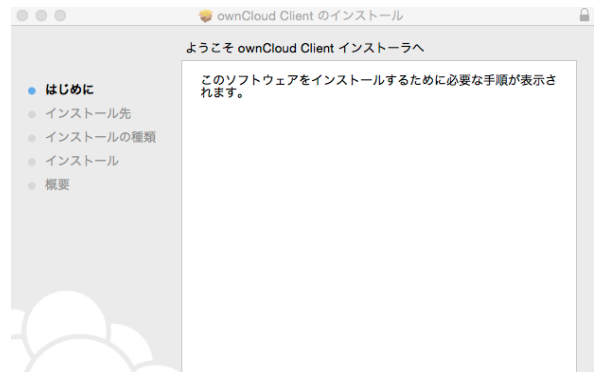 ownCloud Client のインストール
ようこそ ownCloud Client インストーラへ
はじめに
インストール先
インストールの種類
インストール
概要
このソフトウェアをインストールするために必要な手順が表示さ
れます。